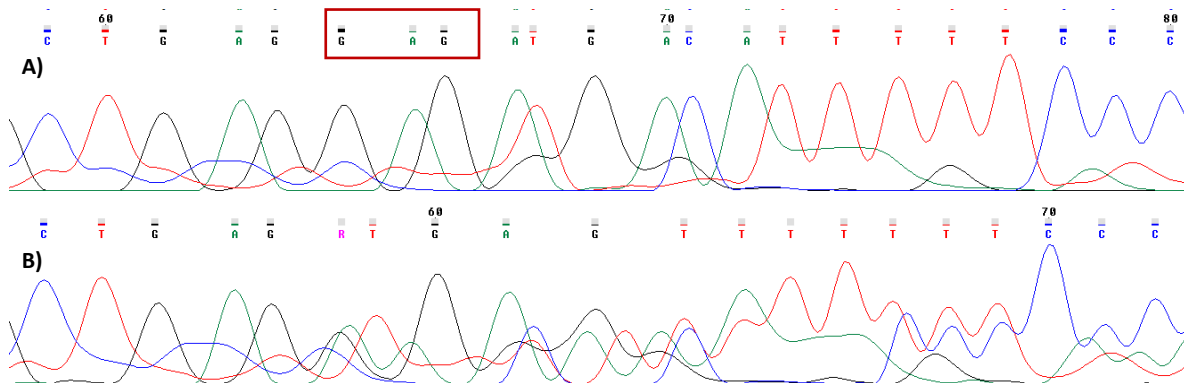 60 70 80
C T G A G G A G A T G A C A T T T T T C C C
A)
60 70
C T G A G R T G A G T T T T T T C C C
B)